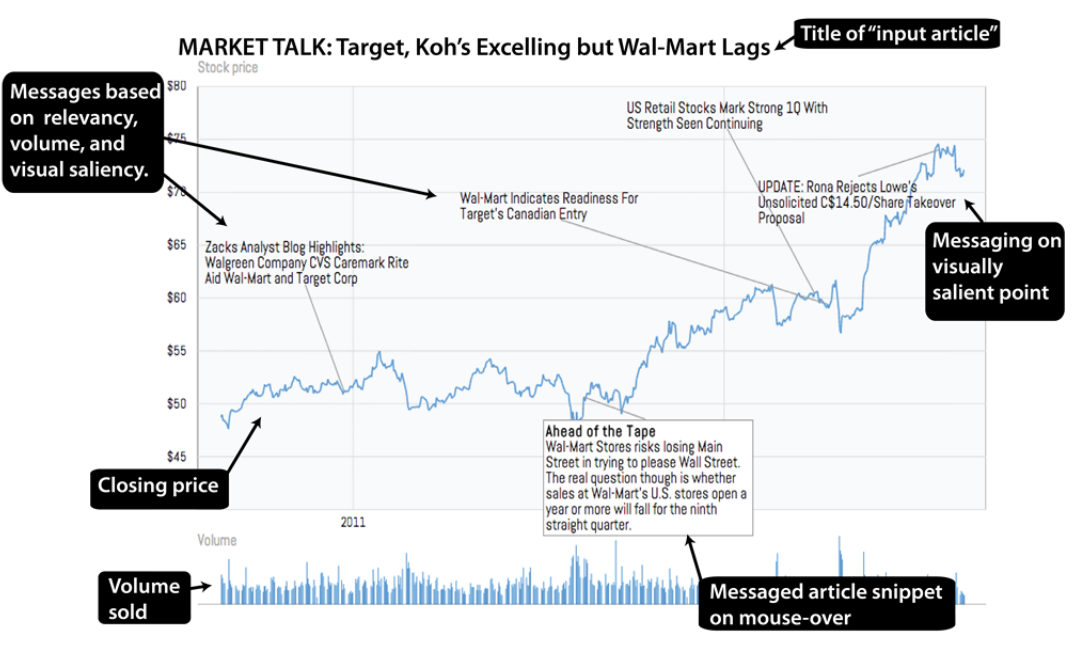 MARKET TALK: Target, Koh's Excelling but Wal-Mart Lags
Title of "input article"
Stock price
$80
Messages based
on relevancy,
volume, and
visual saliency.
$75
$70
US Retail Stocks Mark Strong 1Q With
Strength Seen Continuing
UPDATE: Rona Rejects Lowe's
Unsolicited C$14.50/Share Takeover
Proposal
Wal-Mart Indicates Readiness For
Target's Canadian Entry
Messaging on
visually
salient point
$65
Zacks Analyst Blog Highlights:
Walgreen Company CVS Caremark Rite
Aid Wal-Mart and Target Corp
$60
$55
$50
$45
Ahead of the Tape
Wal-Mart Stores risks losing Main
Street in trying to please Wall Street.
The real question though is whether
sales at Wal-Mart's U.S. stores open a
year or more will fall for the ninth
straight quarter.
Closing price
2011
Volume
Volume
sold
Messaged article snippet
on mouse-over